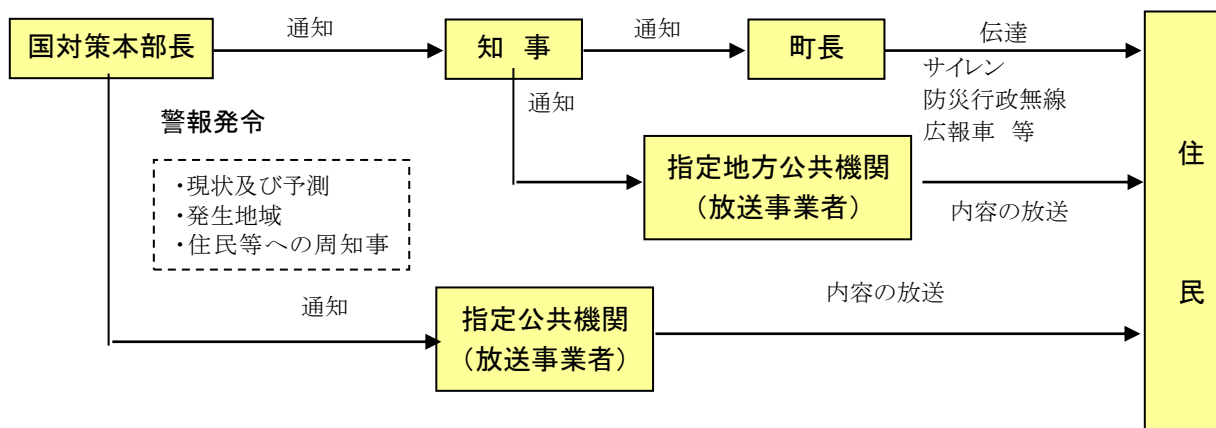 国対策本部長
通知
知 事
通知
町長
伝達
サイレン
防災行政無線
広報車 等
通知
警報発令
・現状及び予測
・発生地域
・住民等への周知事
指定地方公共機関
（放送事業者）
内容の放送
通知
指定公共機関
（放送事業者）
内容の放送
住
民